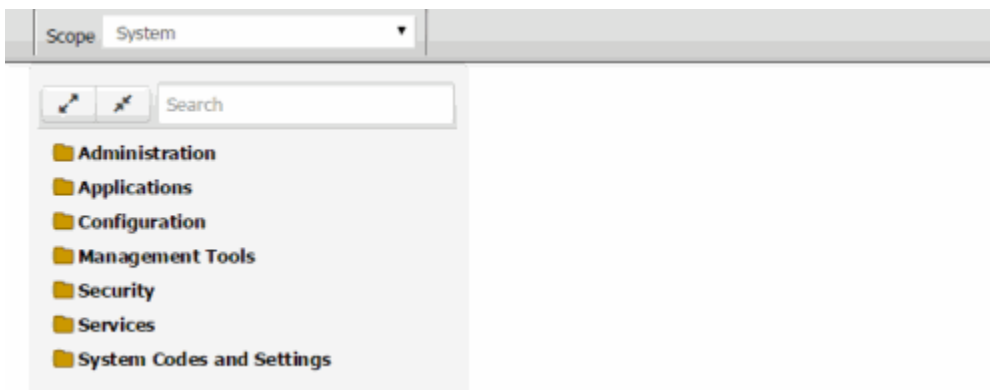 Scope System
Search
Administration
Applications
Configuration
Management Tools
Security
Services
System Codes and Settings